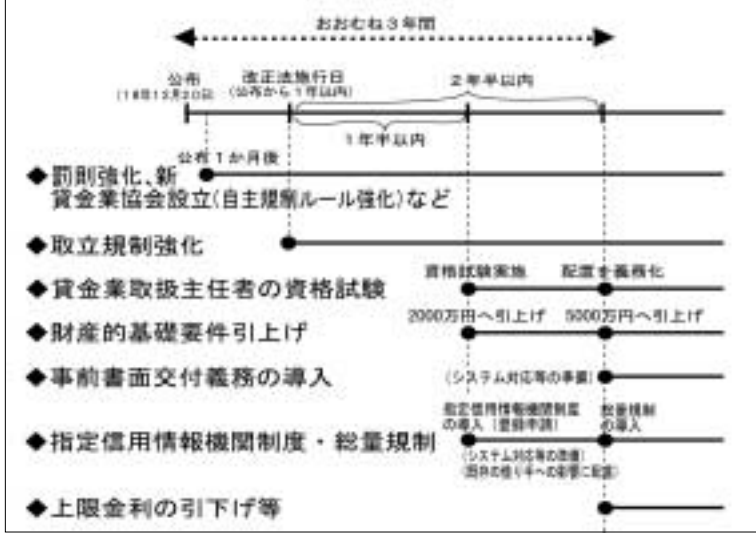 おおむね3年間
公布
(18年12月20日)
改正法施行日
(公布から1年以内)
2年半以内
1年半以内
公布1か月後
◆罰則強化、新
貸金業協会設立(自主規制ルール強化)など
◆取立規制強化
資格試験実施 配置を義務化
◆貸金業取扱主任者の資格試験
2000万円へ引上げ 5000万円へ引上げ
◆財産的基礎要件引上げ
◆事前書面交付義務の導入
(システム対応等の準備)
指定信用情報機関制度
の導入(登録申請)
総量規制
の導入
◆指定信用情報機関制度・総量規制
(システム対応等の準備)
(既存の借り手への影響に配慮)
◆上限金利の引下げ等